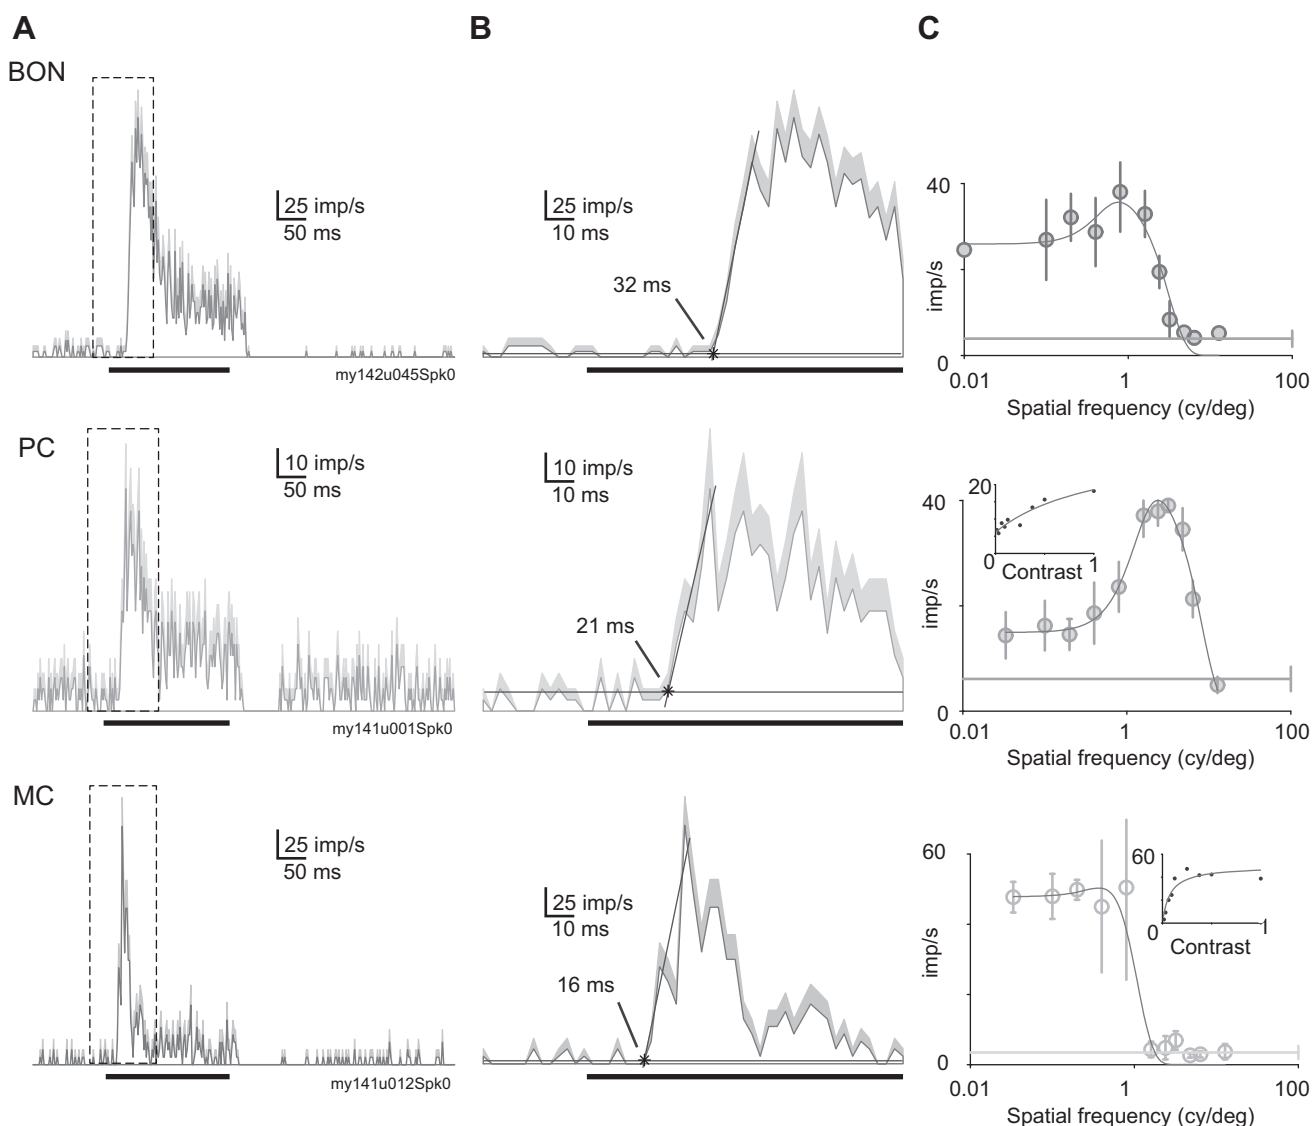 A
B
C
BON
25 imp/s
50 ms
my142u045Spk0
25 imp/s
10 ms
32 ms
40
imp/s
0
0.01
1
100
Spatial frequency (cy/deg)
PC
10 imp/s
50 ms
my141u001Spk0
10 imp/s
10 ms
21 ms
40
imp/s
0
20
0
Contrast
1
0.01
1
100
Spatial frequency (cy/deg)
MC
25 imp/s
50 ms
my141u012Spk0
25 imp/s
10 ms
16 ms
60
imp/s
0
60
0
Contrast
1
0.01
1
100
Spatial frequency (cy/deg)